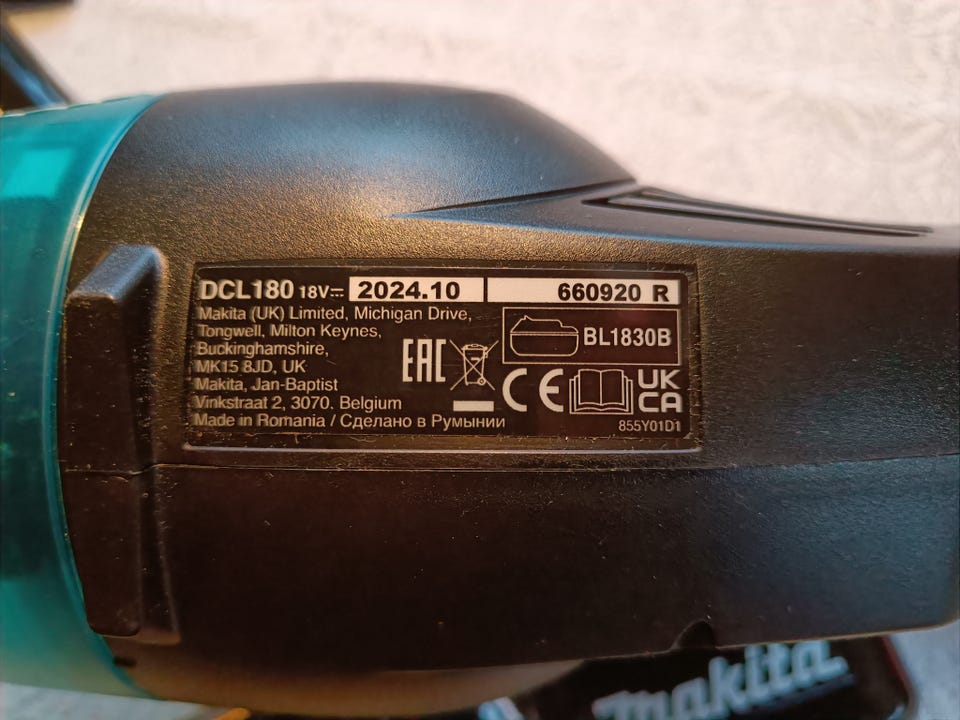 DCL180 18V⎓ 2024.10 660920 R
Makita (UK) Limited, Michigan Drive,
Tongwell, Milton Keynes,
Buckinghamshire,
MK15 8JD, UK
Makita, Jan-Baptist
Vinkstraat 2, 3070. Belgium
Made in Romania / Сделано в Румынии
EAC
BL1830B
CE
UK
CA
855Y01D1
makita